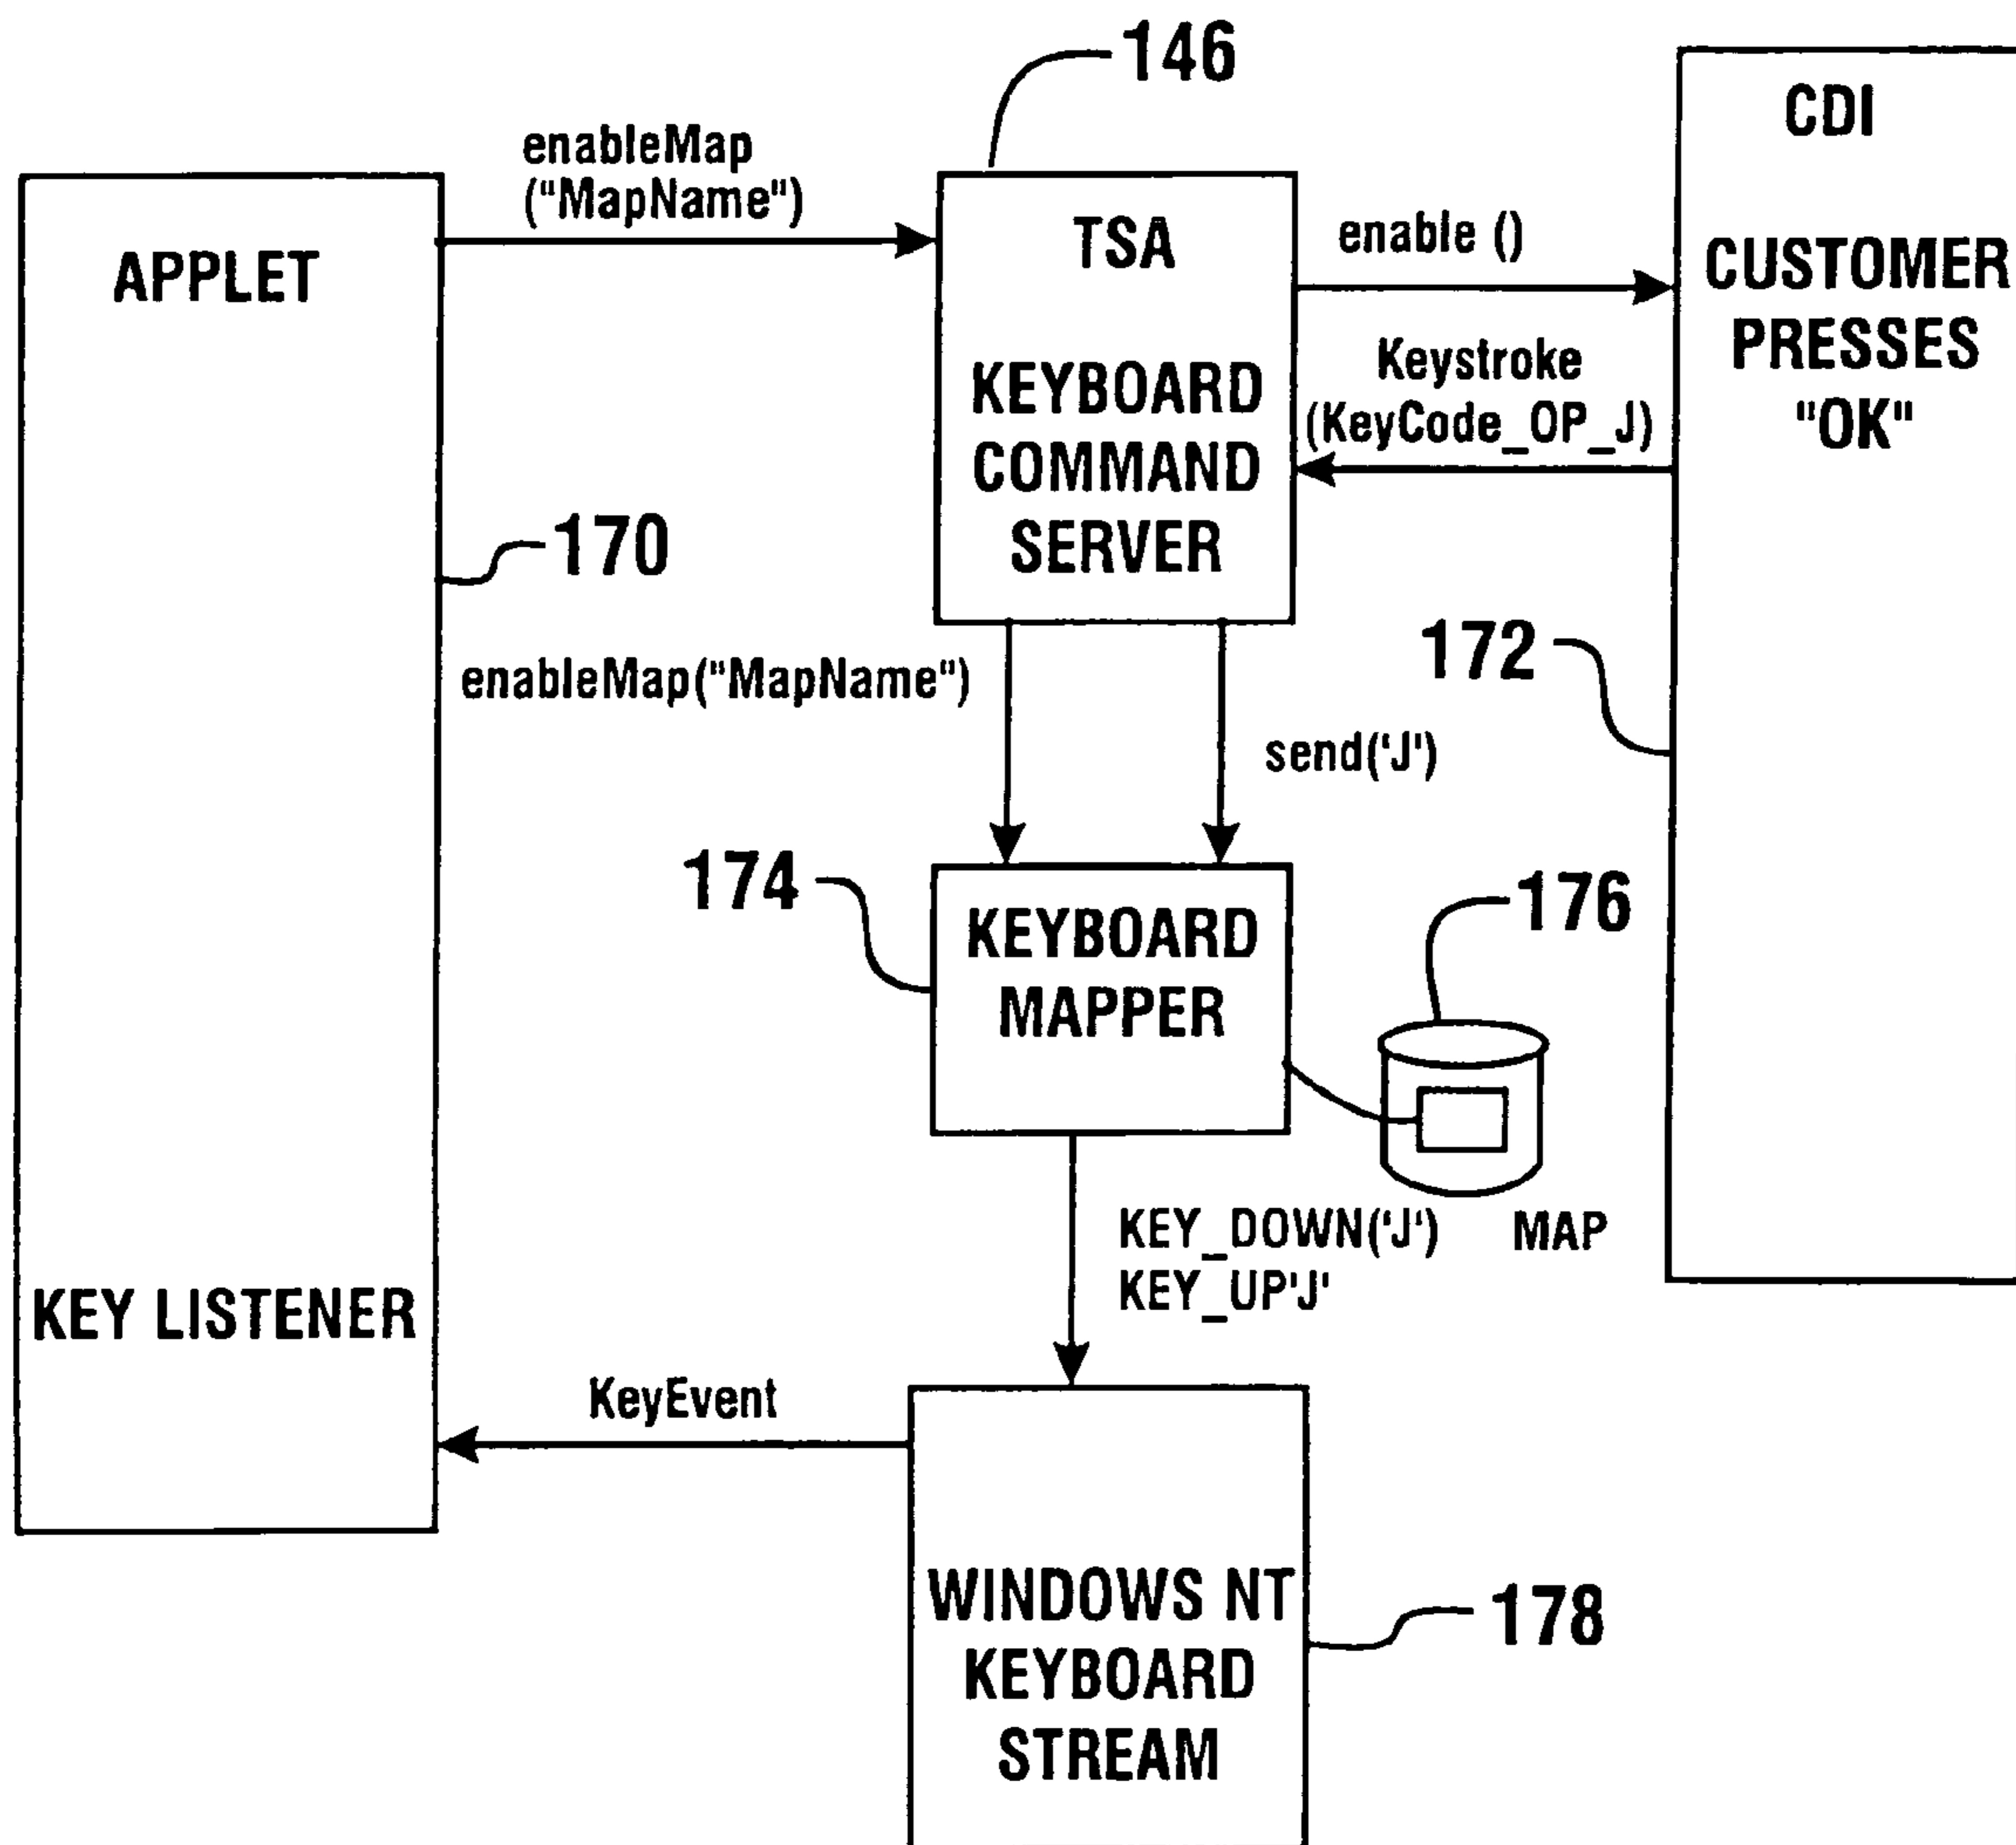 146
enableMap
("MapName")
APPLET
TSA
KEYBOARD
COMMAND
SERVER
enable ()
Keystroke
(KeyCode_OP_J)
CDI
CUSTOMER
PRESSES
"OK"
170
172
enableMap("MapName")
send('J')
174
KEYBOARD
MAPPER
176
MAP
KEY_DOWN('J')
KEY_UP'J'
KEY LISTENER
KeyEvent
WINDOWS NT
KEYBOARD
STREAM
178